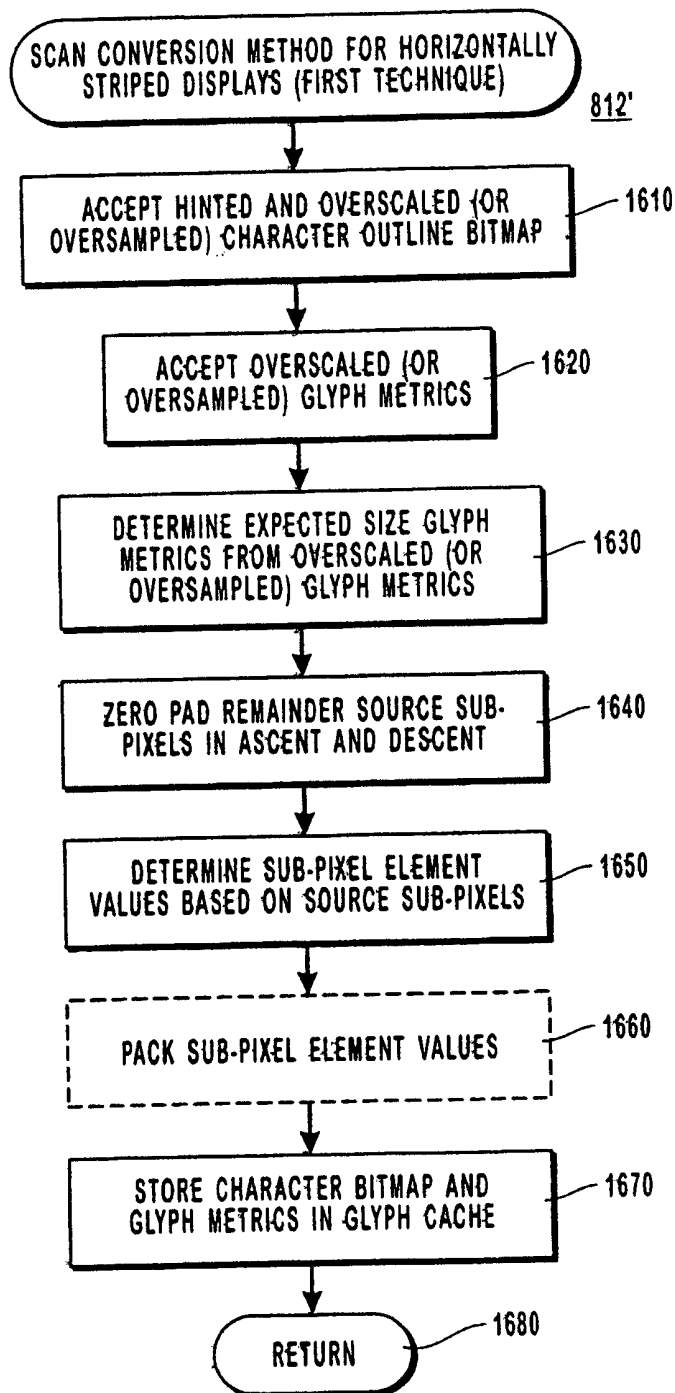 SCAN CONVERSION METHOD FOR HORIZONTALLY
STRIPED DISPLAYS (FIRST TECHNIQUE)
812'
ACCEPT HINTED AND OVERSCALED (OR
OVERSAMPLED) CHARACTER OUTLINE BITMAP
1610
ACCEPT OVERSCALED (OR
OVERSAMPLED) GLYPH METRICS
1620
DETERMINE EXPECTED SIZE GLYPH
METRICS FROM OVERSCALED (OR
OVERSAMPLED) GLYPH METRICS
1630
ZERO PAD REMAINDER SOURCE SUB-
PIXELS IN ASCENT AND DESCENT
1640
DETERMINE SUB-PIXEL ELEMENT
VALUES BASED ON SOURCE SUB-PIXELS
1650
PACK SUB-PIXEL ELEMENT VALUES
1660
STORE CHARACTER BITMAP AND
GLYPH METRICS IN GLYPH CACHE
1670
RETURN
1680